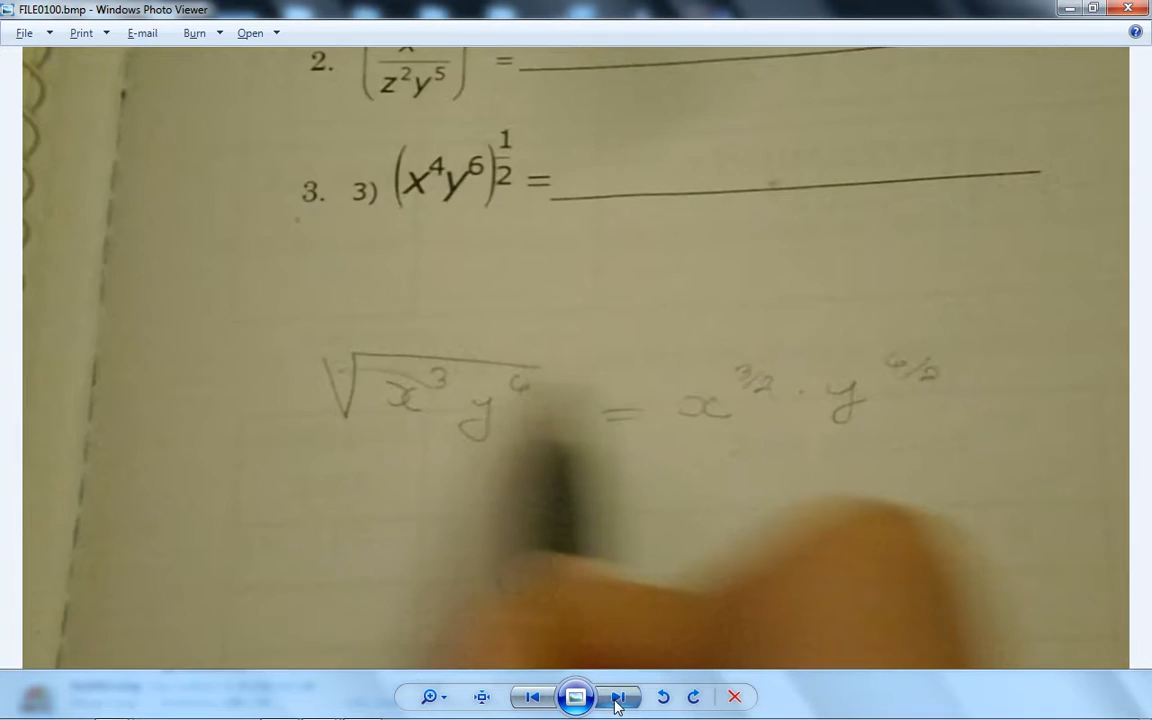 FILE0100.bmp - Windows Photo Viewer
File Print E-mail Burn Open
2. ( / z²y⁵) =
3. 3) (x⁴y⁶)^1/2 =
√x³y⁶ = x^3/2 · y^6/2